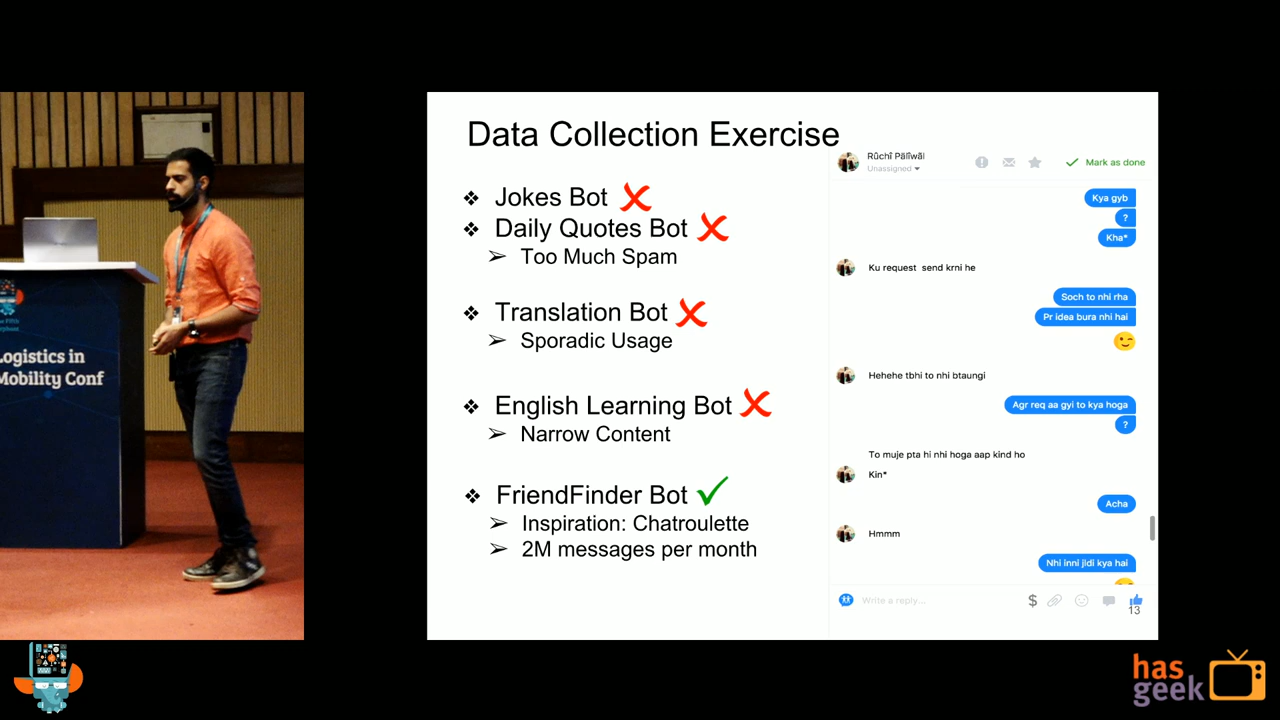 Data Collection Exercise
❖ Jokes Bot ✗
❖ Daily Quotes Bot ✗
➢ Too Much Spam
❖ Translation Bot ✗
➢ Sporadic Usage
❖ English Learning Bot ✗
➢ Narrow Content
❖ FriendFinder Bot ✓
➢ Inspiration: Chatroulette
➢ 2M messages per month
Rûchî Pälîwäl
Unassigned
Mark as done
Kya gyb
?
Kha*
Ku request send krni he
Soch to nhi rha
Pr idea bura nhi hai
Hehehe tbhi to nhi btaungi
Agr req aa gyi to kya hoga
?
To muje pta hi nhi hoga aap kind ho
Kin*
Acha
Hmmm
Nhi inni jldi kya hai
Write a reply...
$
13
Logistics in
Mobility Conf
has
geek